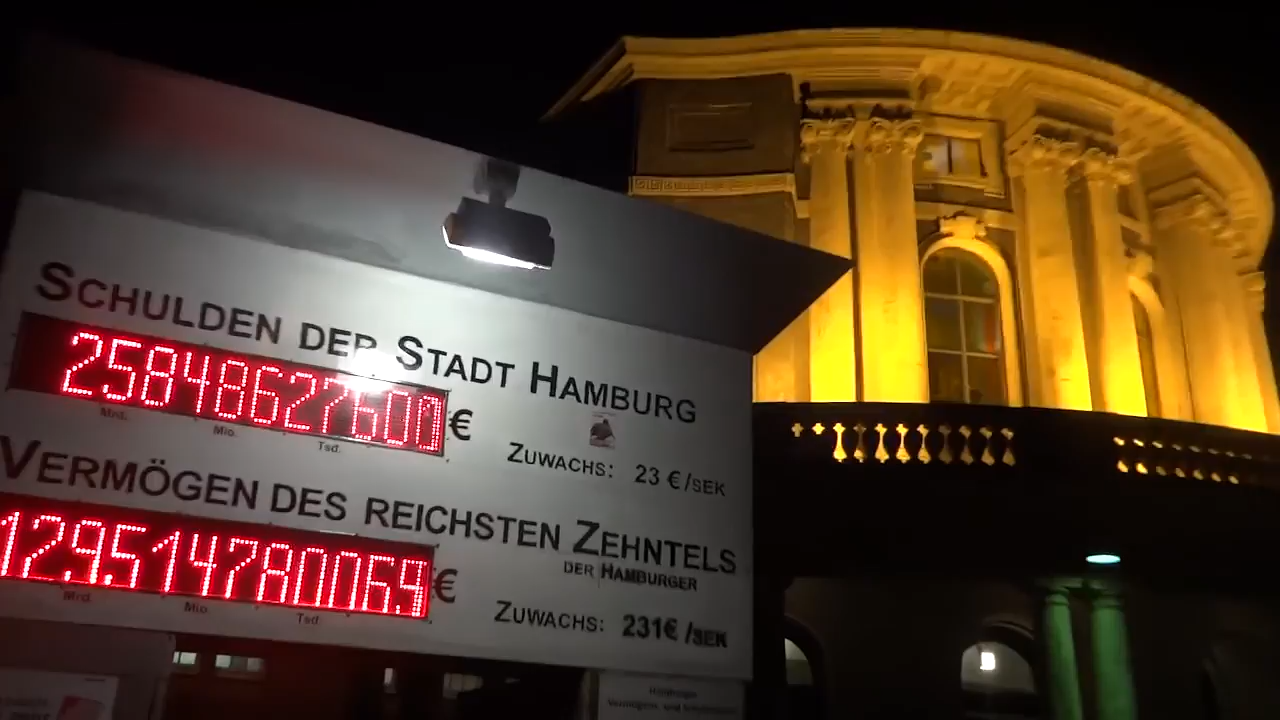 SCHULDEN DER STADT HAMBURG
25848627600 €
Mrd. Mio. Tsd.
ZUWACHS: 23 €/SEK
VERMÖGEN DES REICHSTEN ZEHNTELS
DER HAMBURGER
129514780069 €
Mrd. Mio. Tsd.
ZUWACHS: 231€/SEK